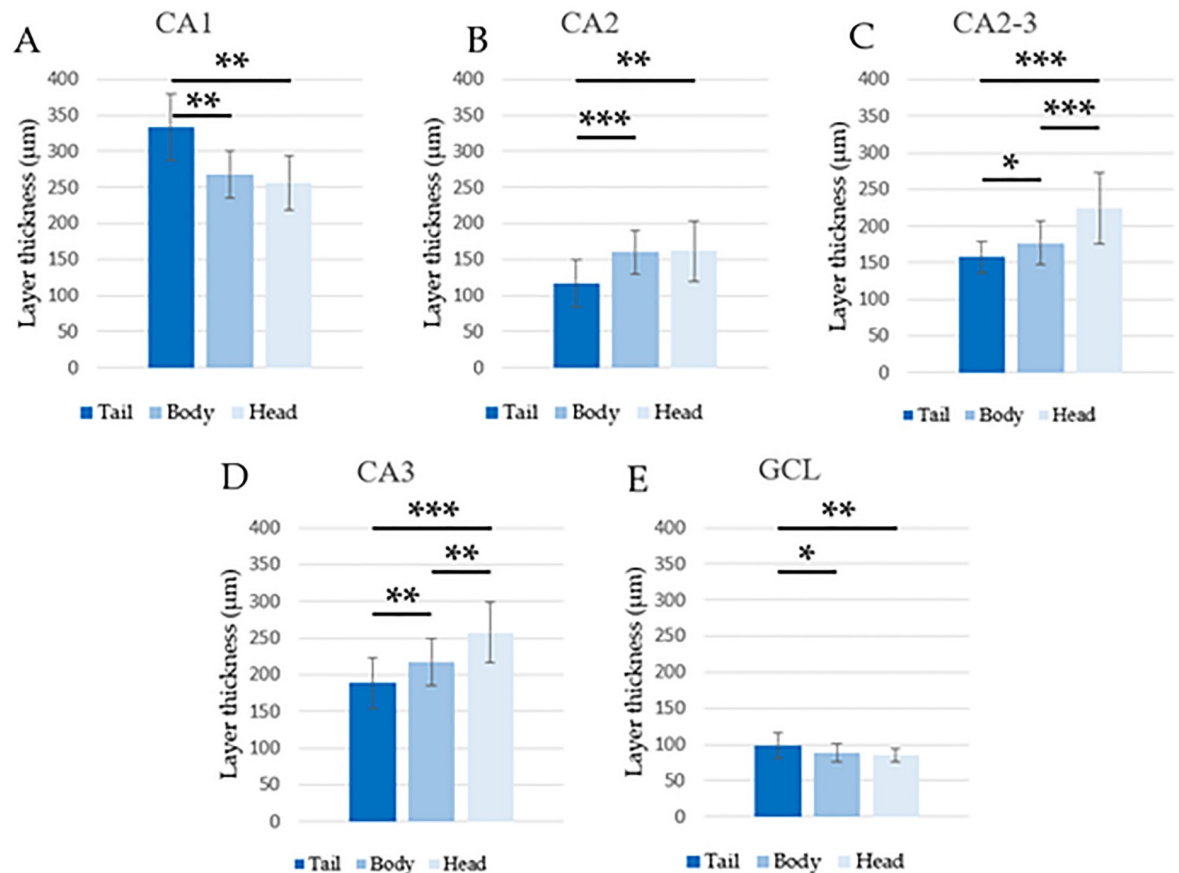 A
CA1
Layer thickness (μm)
400
350
300
250
200
150
100
50
0
**
**
Tail Body Head
B
CA2
Layer thickness (μm)
400
350
300
250
200
150
100
50
0
**
***
Tail Body Head
C
CA2-3
Layer thickness (μm)
400
350
300
250
200
150
100
50
0
***
***
*
Tail Body Head
D
CA3
Layer thickness (μm)
400
350
300
250
200
150
100
50
0
***
**
**
Tail Body Head
E
GCL
Layer thickness (μm)
400
350
300
250
200
150
100
50
0
**
*
Tail Body Head